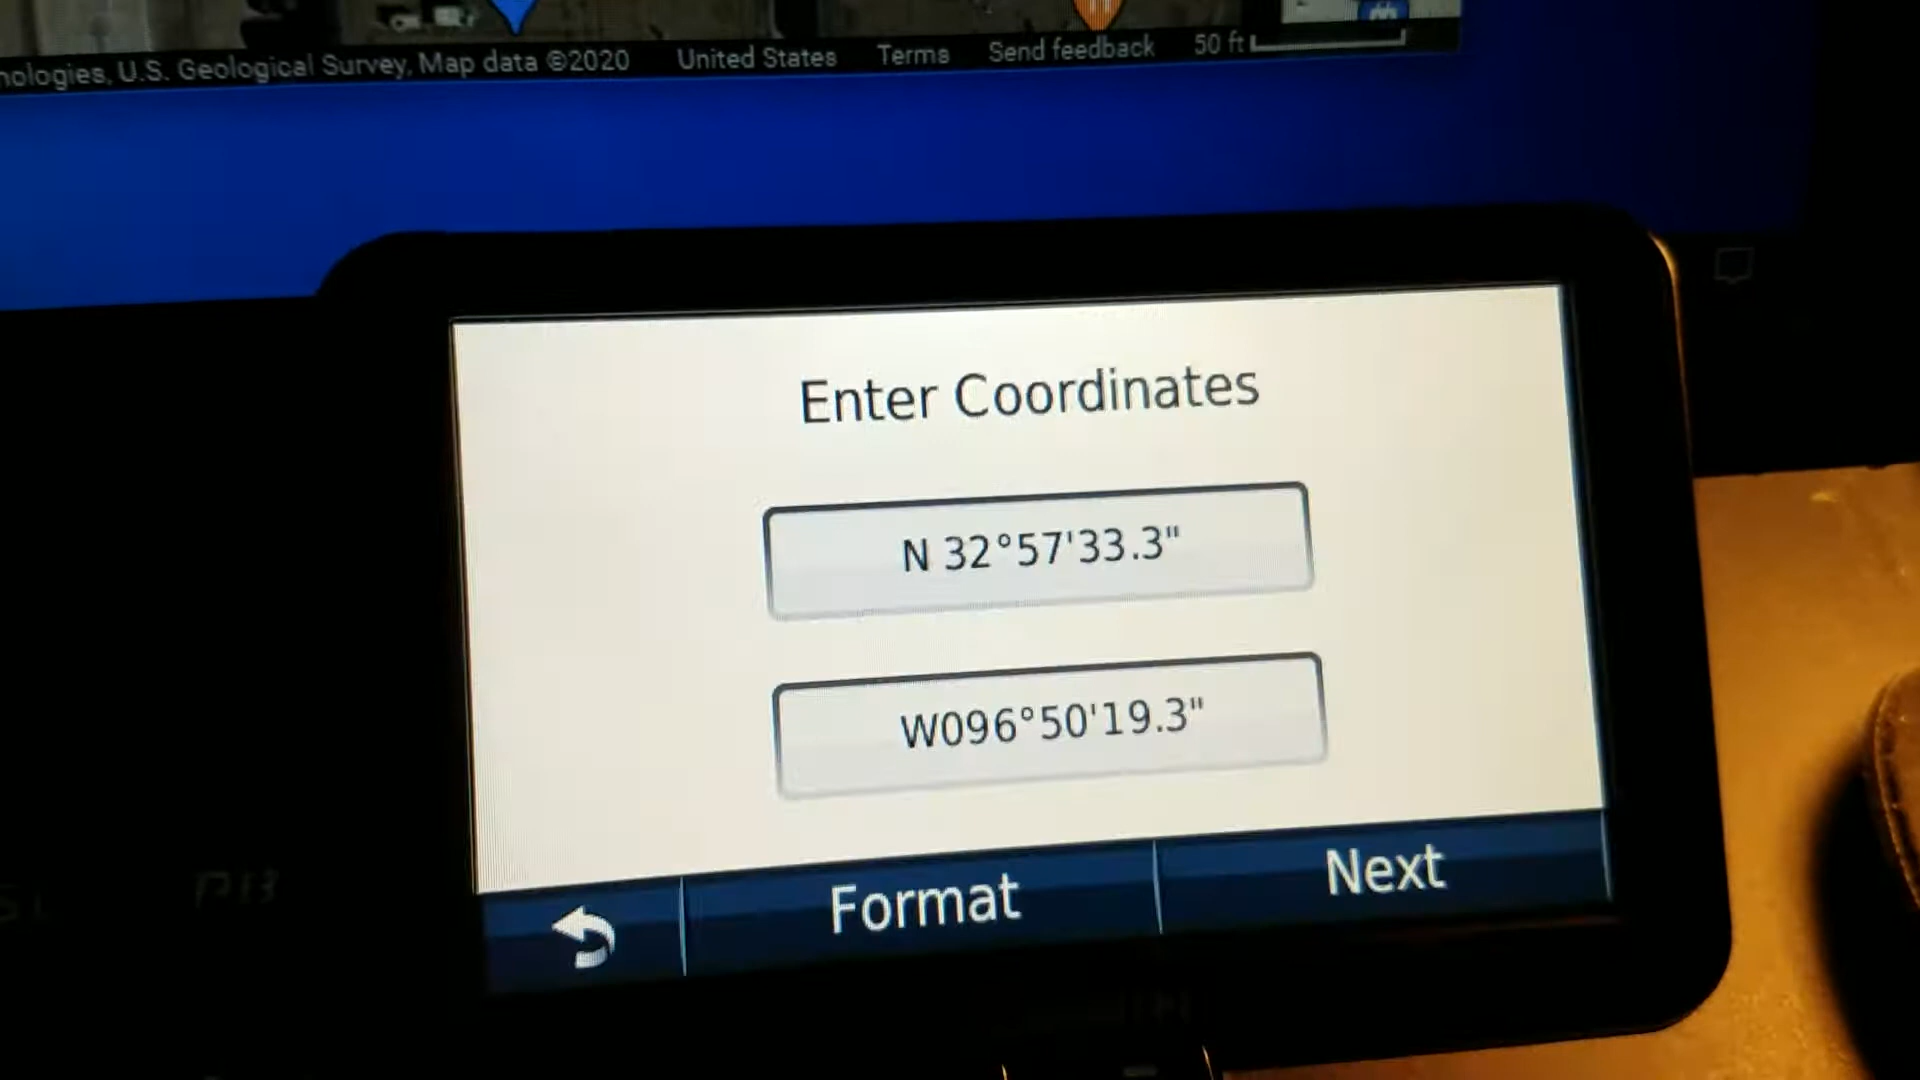 U.S. Geological Survey, Map data ©2020 United States Terms Send feedback 50 ft
Enter Coordinates
N 32°57'33.3"
W096°50'19.3"
Format
Next